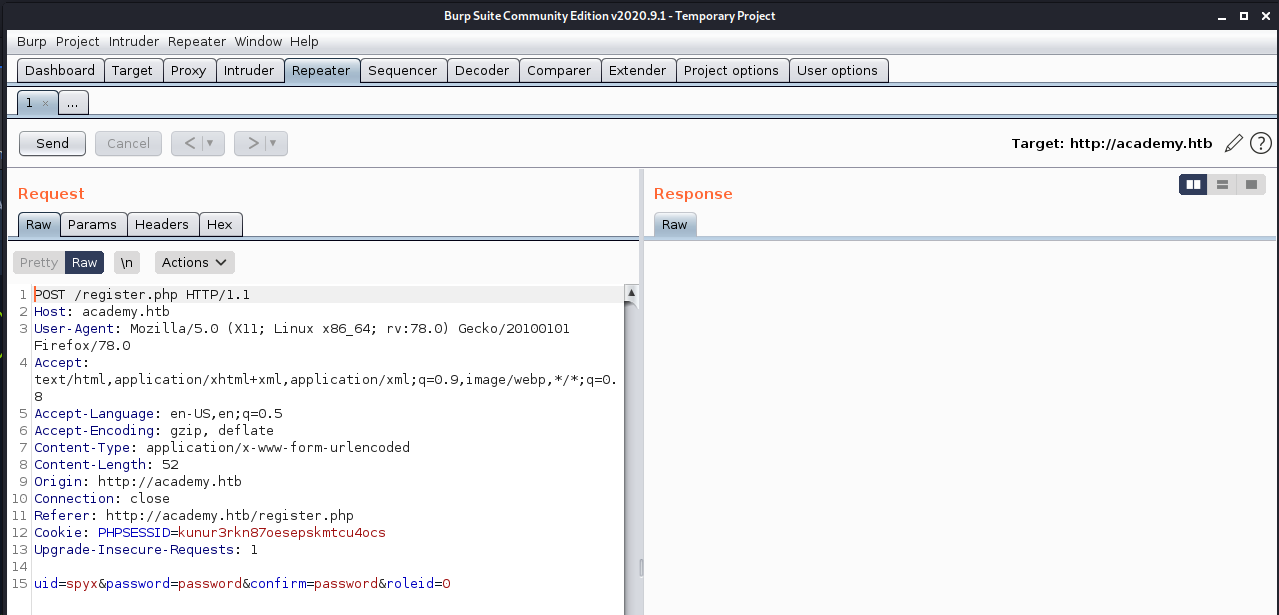 Burp Suite Community Edition v2020.9.1 - Temporary Project
Burp Project Intruder Repeater Window Help
Dashboard Target Proxy Intruder Repeater Sequencer Decoder Comparer Extender Project options User options
1 × ...
Send Cancel < > Target: http://academy.htb ?
Request Response
Raw Params Headers Hex Raw
Pretty Raw \n Actions
1 POST /register.php HTTP/1.1
2 Host: academy.htb
3 User-Agent: Mozilla/5.0 (X11; Linux x86_64; rv:78.0) Gecko/20100101
Firefox/78.0
4 Accept:
text/html,application/xhtml+xml,application/xml;q=0.9,image/webp,*/*;q=0.
8
5 Accept-Language: en-US,en;q=0.5
6 Accept-Encoding: gzip, deflate
7 Content-Type: application/x-www-form-urlencoded
8 Content-Length: 52
9 Origin: http://academy.htb
10 Connection: close
11 Referer: http://academy.htb/register.php
12 Cookie: PHPSESSID=kunur3rkn87oesepskmtcu4ocs
13 Upgrade-Insecure-Requests: 1
14
15 uid=spyx&password=password&confirm=password&roleid=0